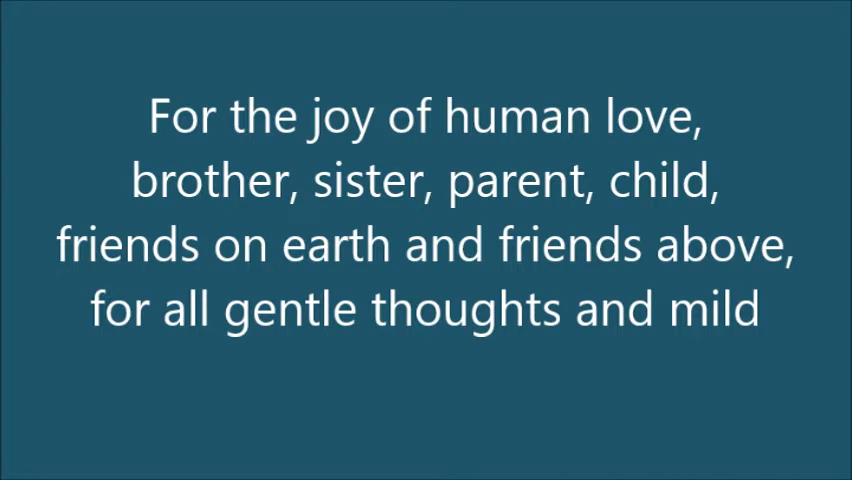 For the joy of human love,
brother, sister, parent, child,
friends on earth and friends above,
for all gentle thoughts and mild